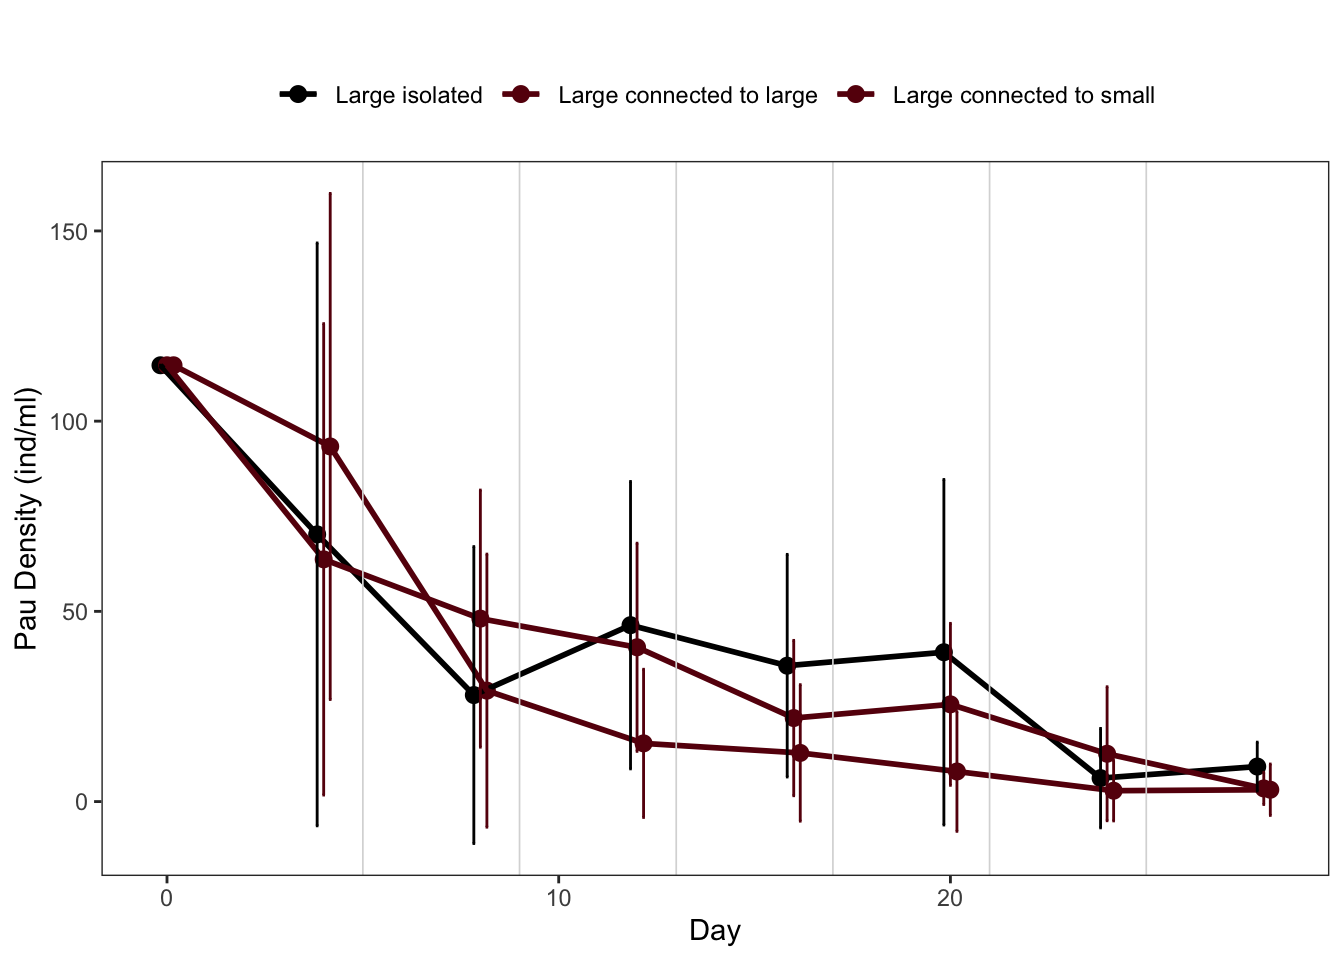 Large isolated Large connected to large Large connected to small
150
100
50
0
Pau Density (ind/ml)
0 10 20
Day